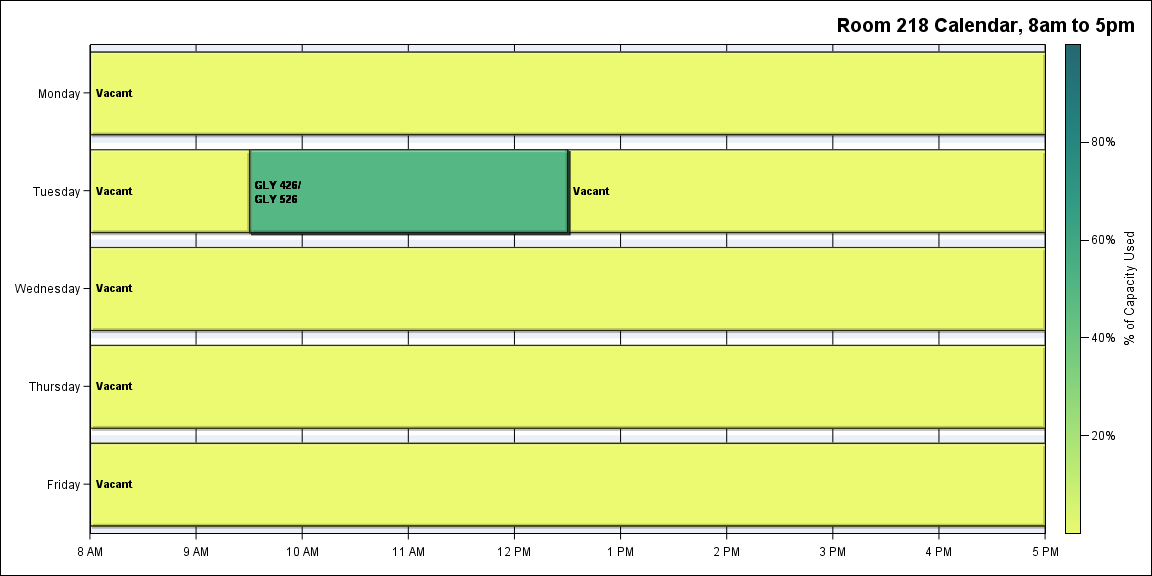 Room 218 Calendar, 8am to 5pm
Monday
Vacant
Tuesday
Vacant
GLY 426/
GLY 526
Vacant
Wednesday
Vacant
Thursday
Vacant
Friday
Vacant
8 AM
9 AM
10 AM
11 AM
12 PM
1 PM
2 PM
3 PM
4 PM
5 PM
80%
60%
40%
20%
% of Capacity Used